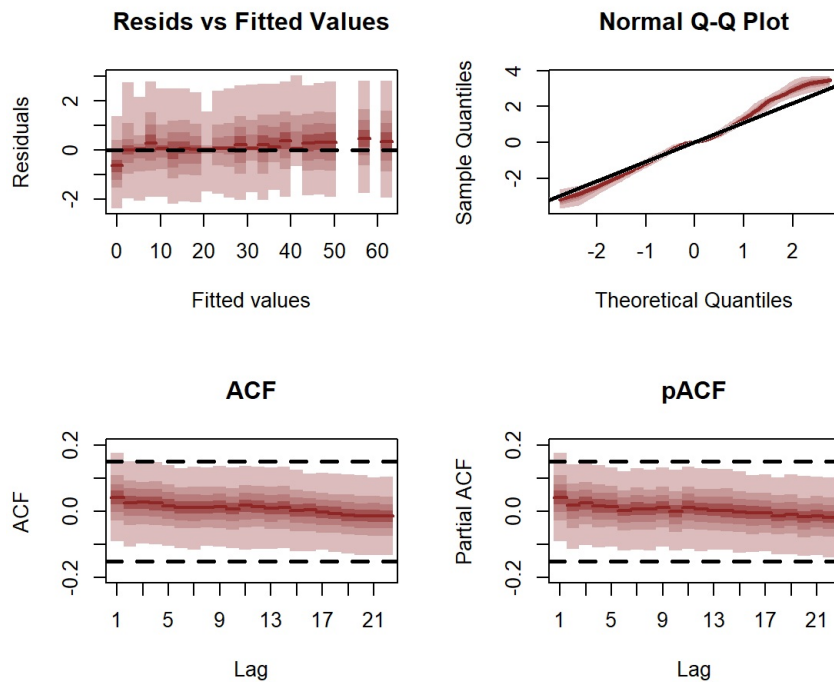 Resids vs Fitted Values
Residuals
2
0
-2
0 10 20 30 40 50 60
Fitted values
Normal Q-Q Plot
Sample Quantiles
4
2
0
-2
-2 -1 0 1 2
Theoretical Quantiles
ACF
ACF
0.2
0.0
-0.2
1 5 9 13 17 21
Lag
pACF
Partial ACF
0.2
0.0
-0.2
1 5 9 13 17 21
Lag